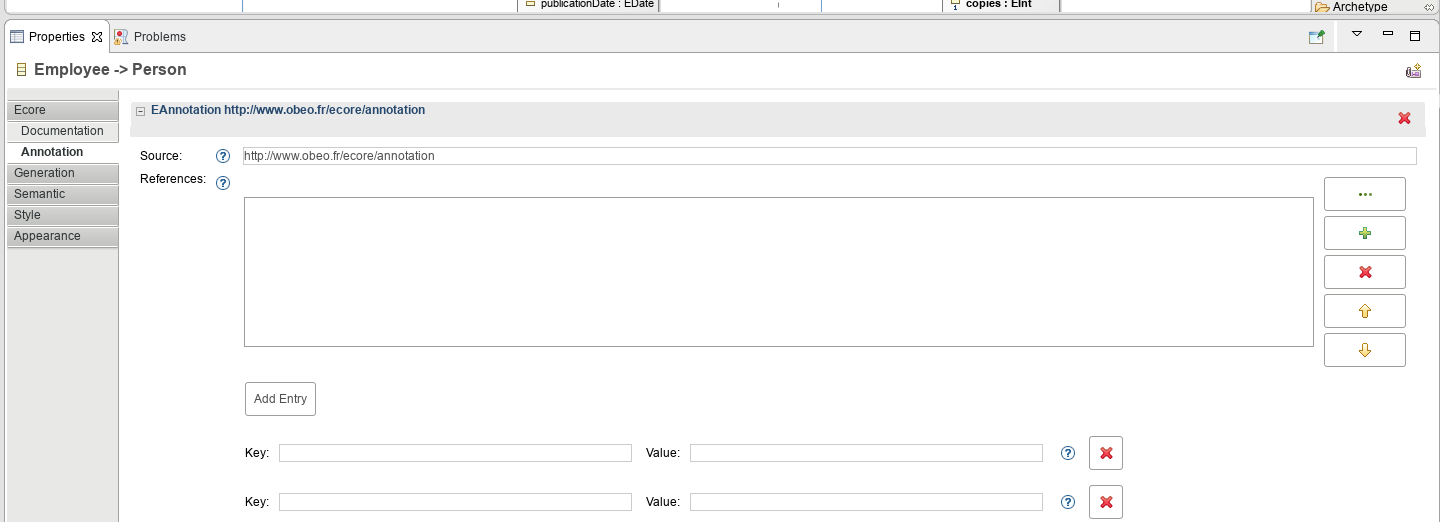 publicationDate : EDate
copies : EInt
Archetype
Properties
Problems
Employee -> Person
Ecore
Documentation
Annotation
Generation
Semantic
Style
Appearance
EAnnotation http://www.obeo.fr/ecore/annotation
Source: http://www.obeo.fr/ecore/annotation
References:
Add Entry
Key: Value:
Key: Value: